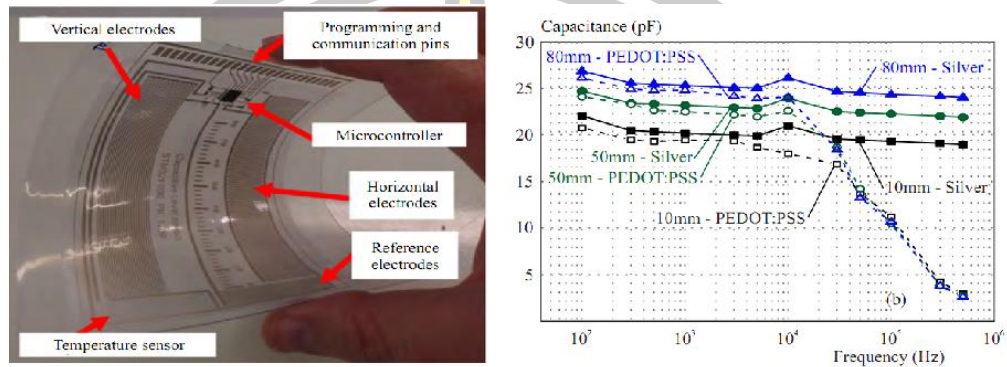 Vertical electrodes
Programming and
communication pins
Microcontroller
Horizontal
electrodes
Reference
electrodes
Temperature sensor
Capacitance (pF)
30
25
20
15
10
5
80mm - PEDOT:PSS
80mm - Silver
50mm - Silver
50mm - PEDOT:PSS
10mm - Silver
10mm - PEDOT:PSS
(b)
10² 10³ 10⁴ 10⁵ 10⁶
Frequency (Hz)